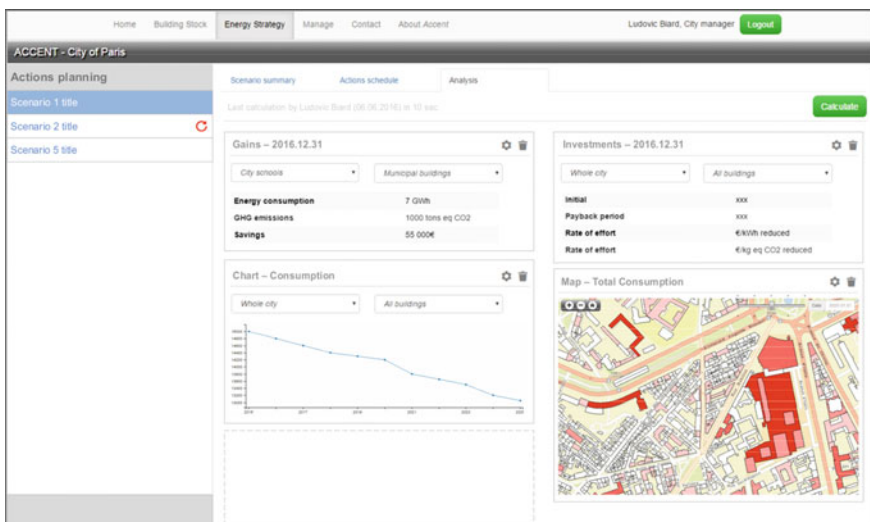 Home Building Stock Energy Strategy Manage Contact About Accent Ludovic Biard, City manager Logout
ACCENT - City of Paris
Actions planning
Scenario 1 title
Scenario 2 title
Scenario 5 title
Scenario summary Actions schedule Analysis
Last calculation by Ludovic Biard (06.06.2016) in 10 sec.
Calculate
Gains – 2016.12.31
City schools Municipal buildings
Energy consumption 7 GWh
GHG emissions 1000 tons eq CO2
Savings 55 000€
Investments – 2016.12.31
Whole city All buildings
Initial xxx
Payback period xxx
Rate of effort €/kWh reduced
Rate of effort €/kg eq CO2 reduced
Chart – Consumption
Whole city All buildings
2017
Map – Total Consumption
Date